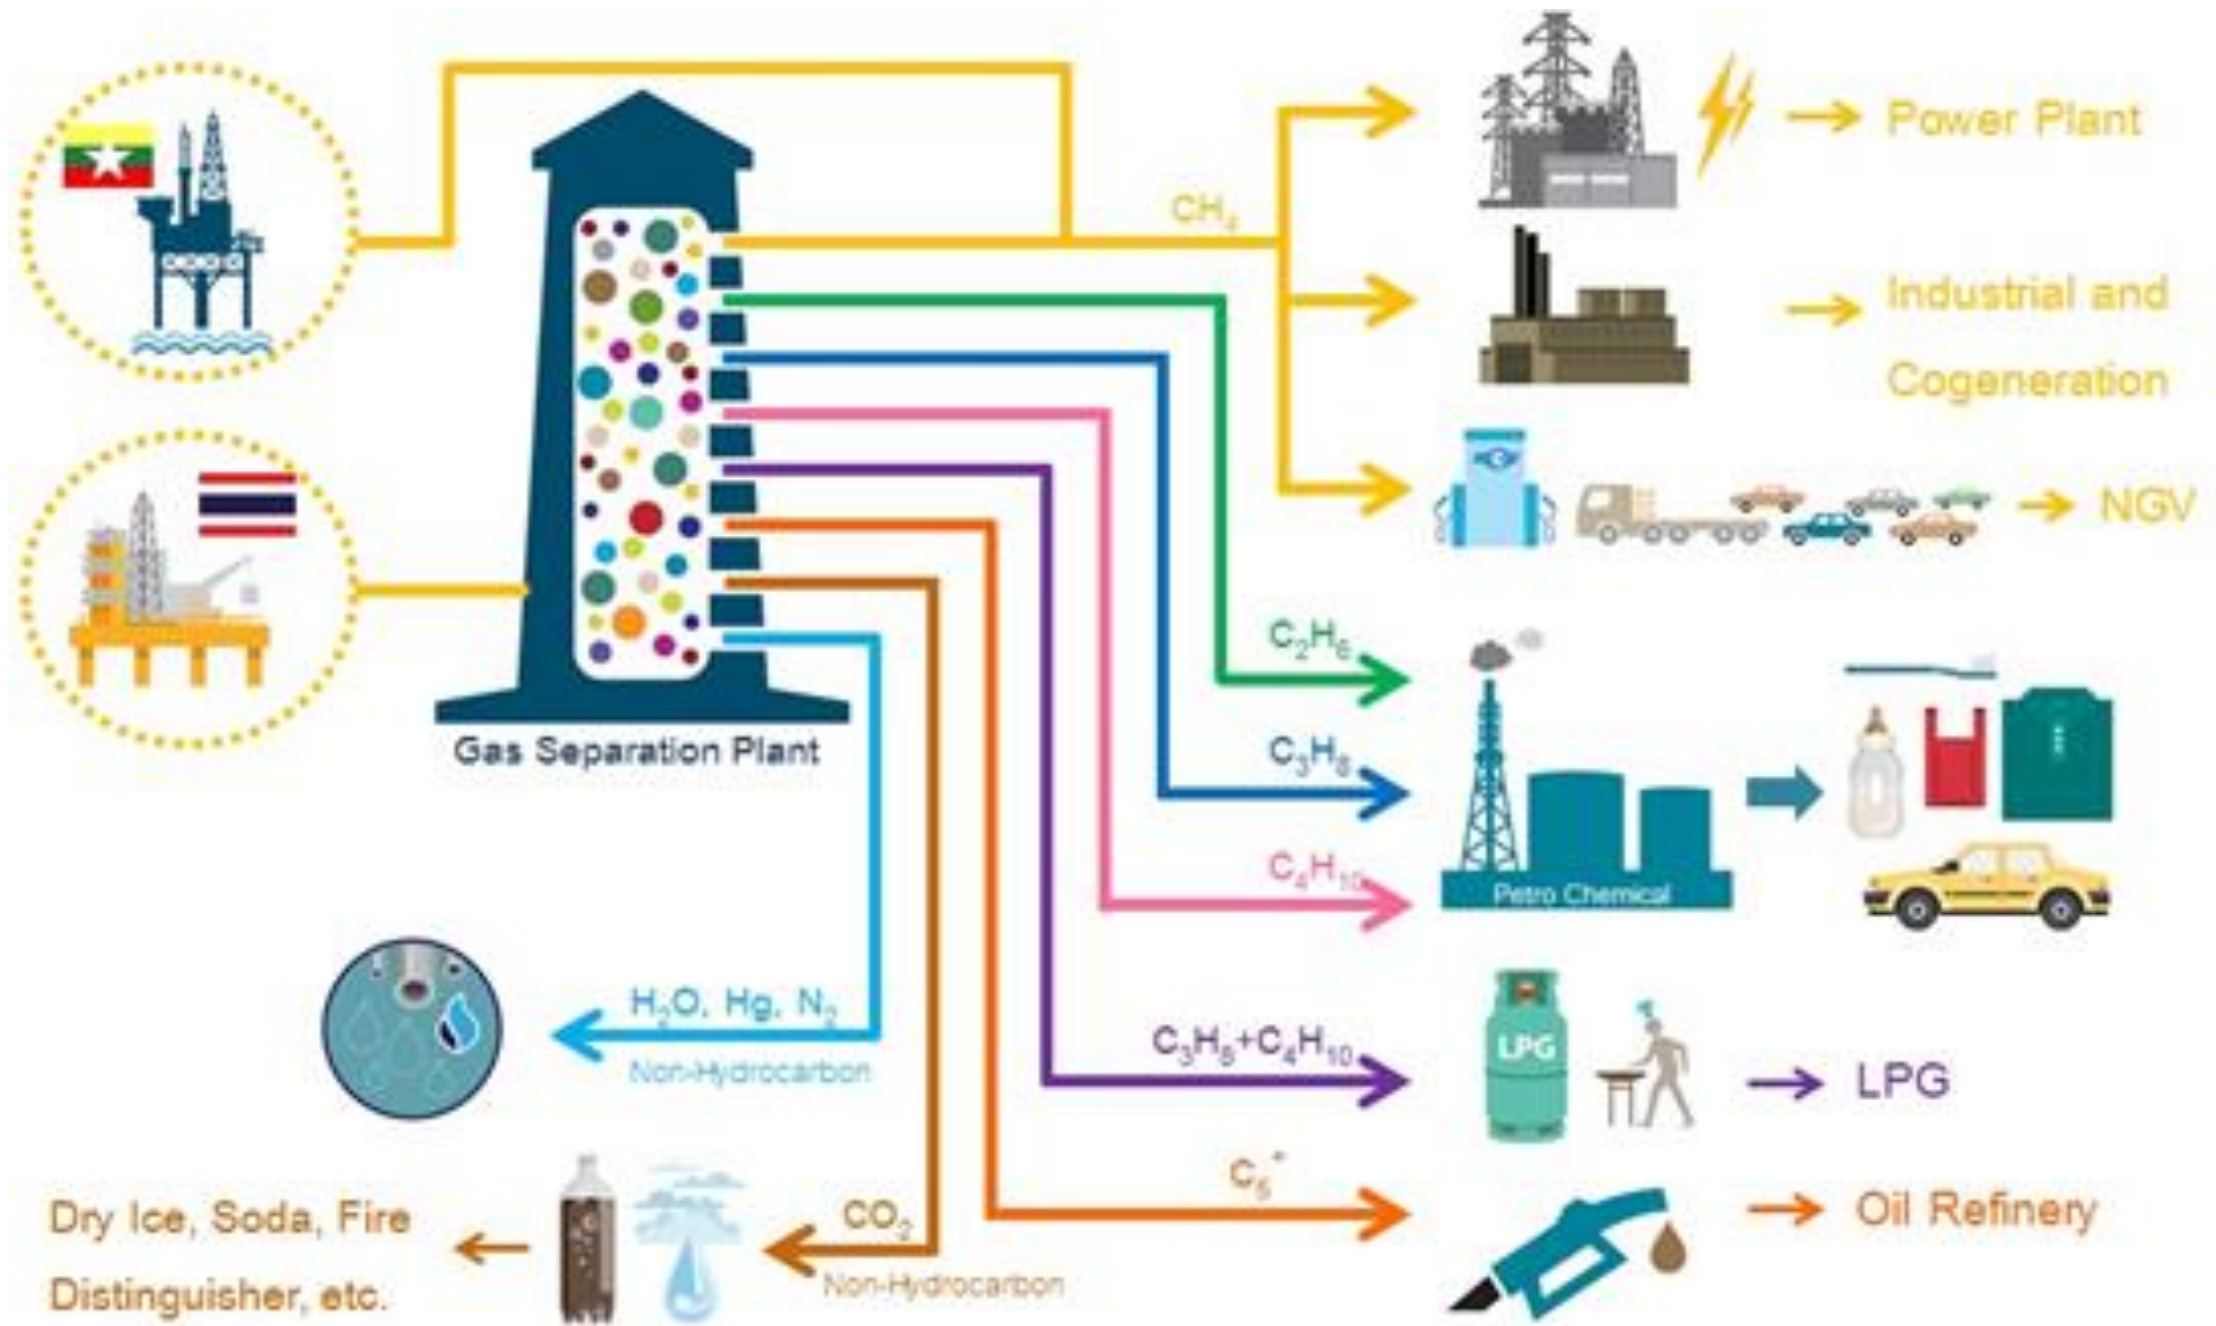 CH₄
Power Plant
Industrial and
Cogeneration
NGV
Gas Separation Plant
C₂H₆
C₃H₈
C₄H₁₀
Petro Chemical
H₂O, Hg, N₂
Non-Hydrocarbon
C₃H₈+C₄H₁₀
LPG
LPG
C₅⁺
Oil Refinery
CO₂
Non-Hydrocarbon
Dry Ice, Soda, Fire
Distinguisher, etc.